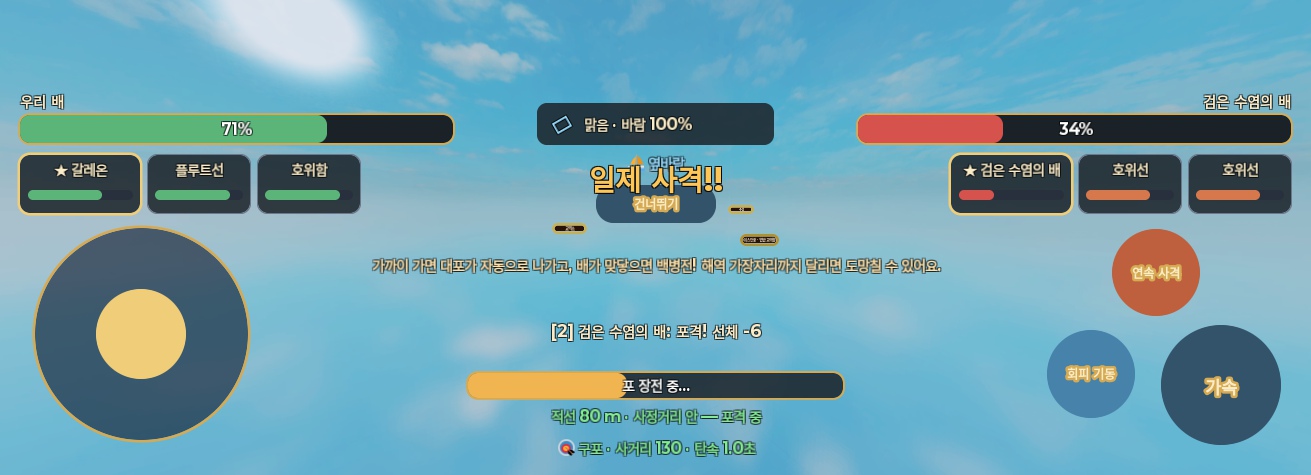 우리 배
검은 수염의 배
71%
맑음 · 바람 100%
34%
★ 갈레온
플루트선
호위함
옆바람
일제 사격!!
건너뛰기
★ 검은 수염의 배
호위선
호위선
가까이 가면 대포가 자동으로 나가고, 배가 맞닿으면 백병전! 해역 가장자리까지 달리면 도망칠 수 있어요.
연속 사격
[2] 검은 수염의 배: 포격! 선체 -6
회피 기동
가속
포 장전 중...
적선 80 m · 사정거리 안 — 포격 중
구포 · 사거리 130 · 탄속 1.0초